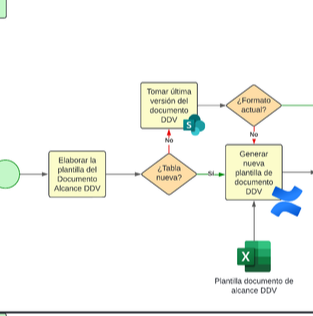 Tomar última
versión del
documento
DDV
S
¿Formato
actual?
No
No
Elaborar la
plantilla del
Documento
Alcance DDV
¿Tabla
nueva?
SI
Generar
nueva
plantilla de
documento
DDV
X
Plantilla documento de
alcance DDV